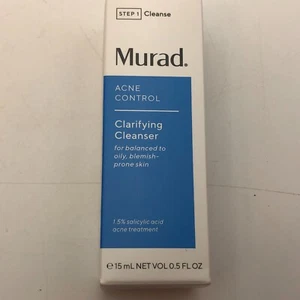 STEP 1 Cleanse
Murad.
ACNE
CONTROL
Clarifying
Cleanser
for balanced to
oily, blemish-
prone skin
1.5% salicylic acid
acne treatment
℮ 15 mL NET VOL 0.5 FL OZ